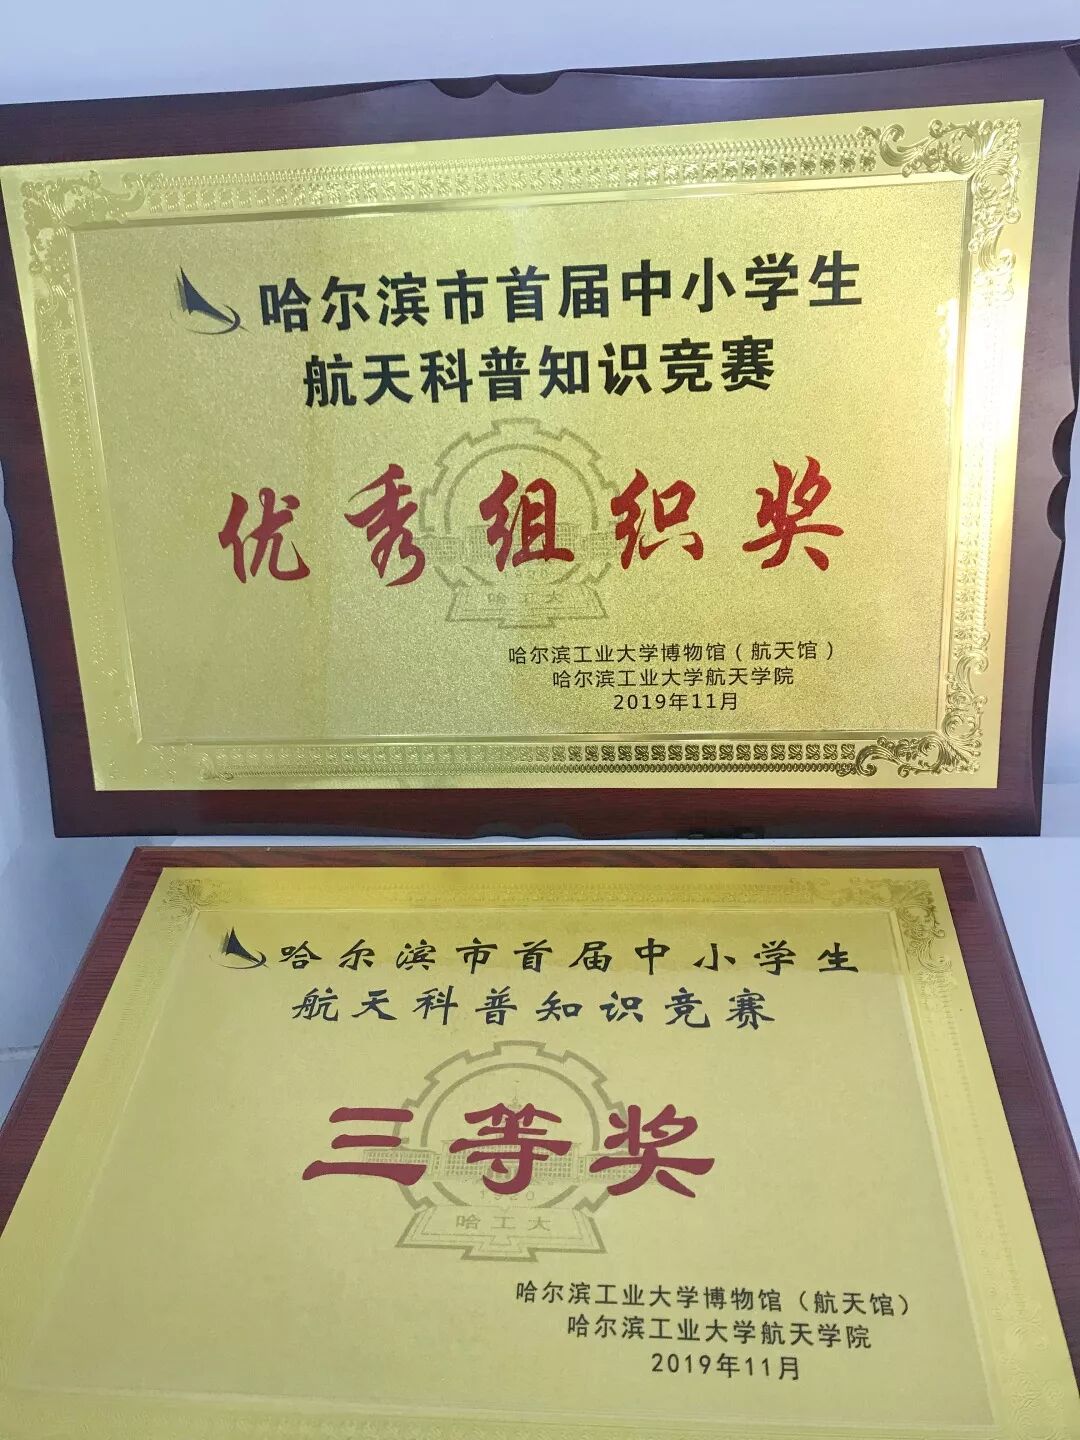 哈尔滨市首届中小学生
航天科普知识竞赛
优秀组织奖
哈工大
哈尔滨工业大学博物馆（航天馆）
哈尔滨工业大学航天学院
2019年11月
哈尔滨市首届中小学生
航天科普知识竞赛
三等奖
1920
哈工大
哈尔滨工业大学博物馆（航天馆）
哈尔滨工业大学航天学院
2019年11月